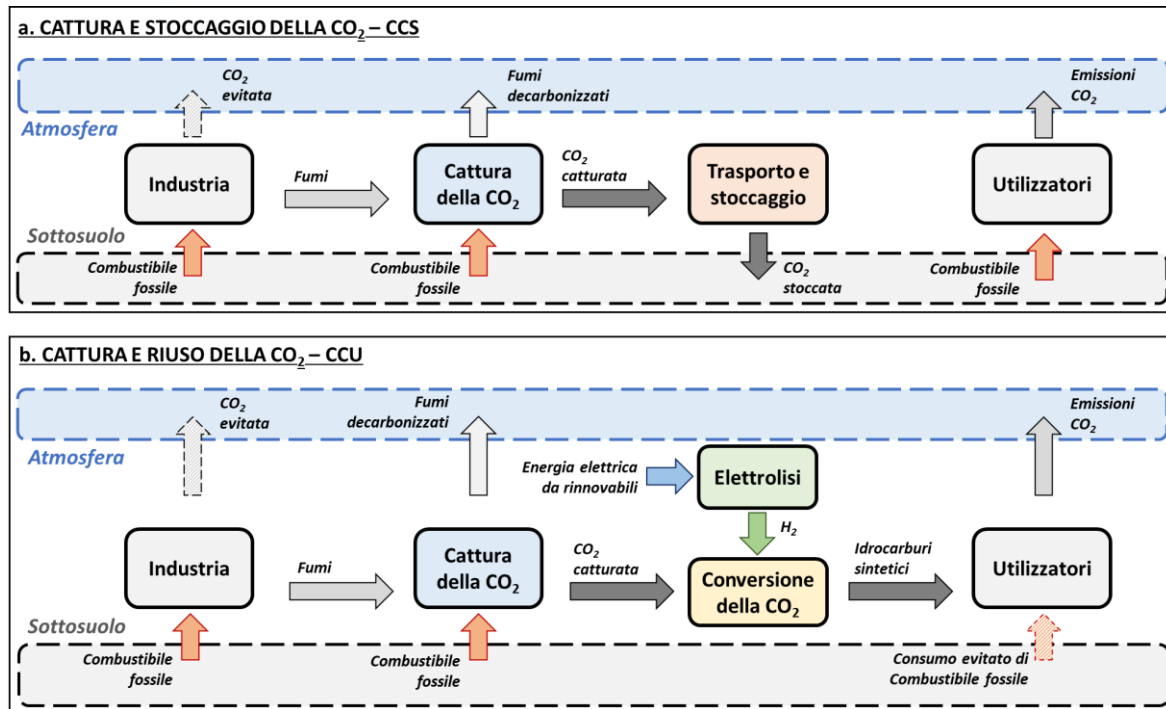 a. CATTURA E STOCCAGGIO DELLA CO2 – CCS
CO2
evitata
Fumi
decarbonizzati
Emissioni
CO2
Atmosfera
Industria
Fumi
Cattura
della CO2
CO2
catturata
Trasporto e
stoccaggio
Utilizzatori
Sottosuolo
Combustibile
fossile
Combustibile
fossile
CO2
stoccata
Combustibile
fossile
b. CATTURA E RIUSO DELLA CO2 – CCU
CO2
evitata
Fumi
decarbonizzati
Emissioni
CO2
Atmosfera
Energia elettrica
da rinnovabili
Elettrolisi
H2
Industria
Fumi
Cattura
della CO2
CO2
catturata
Conversione
della CO2
Idrocarburi
sintetici
Utilizzatori
Sottosuolo
Combustibile
fossile
Combustibile
fossile
Consumo evitato di
Combustibile fossile